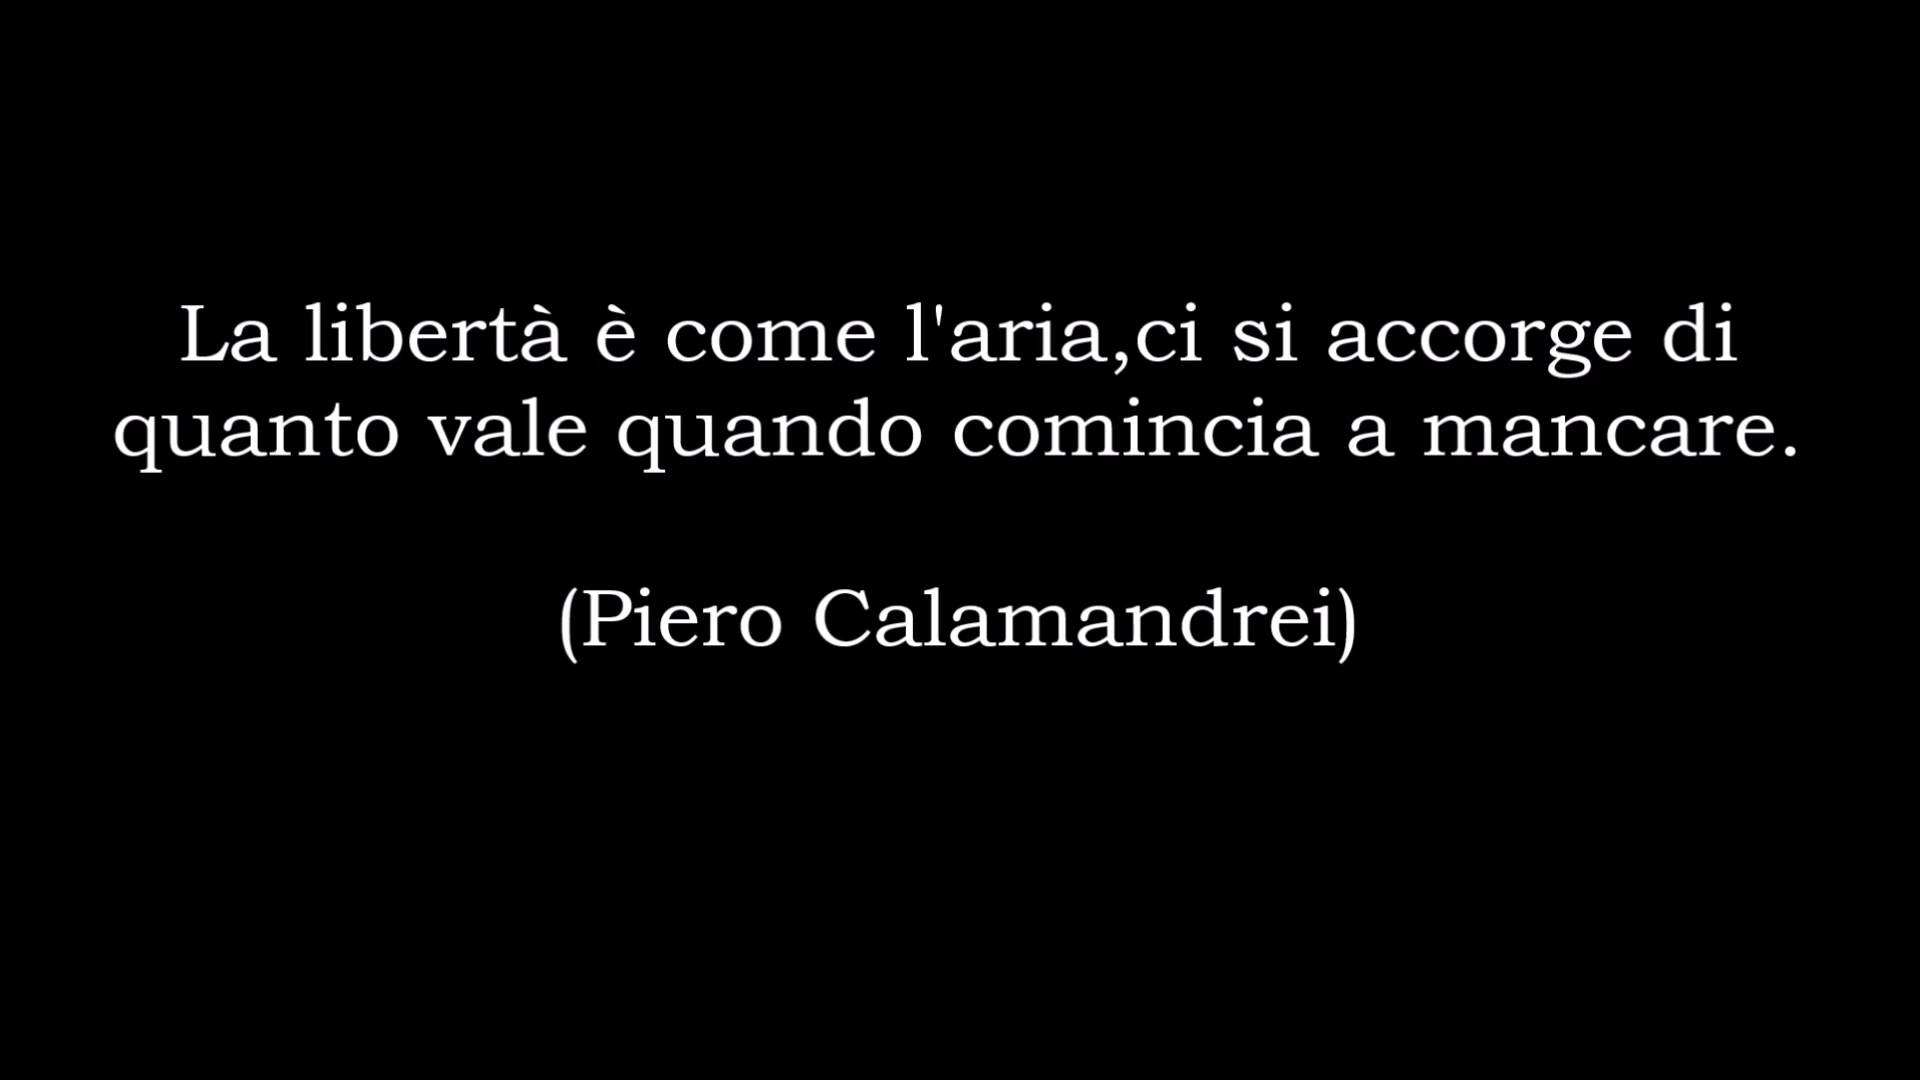 La libertà è come l'aria,ci si accorge di
quanto vale quando comincia a mancare.
(Piero Calamandrei)